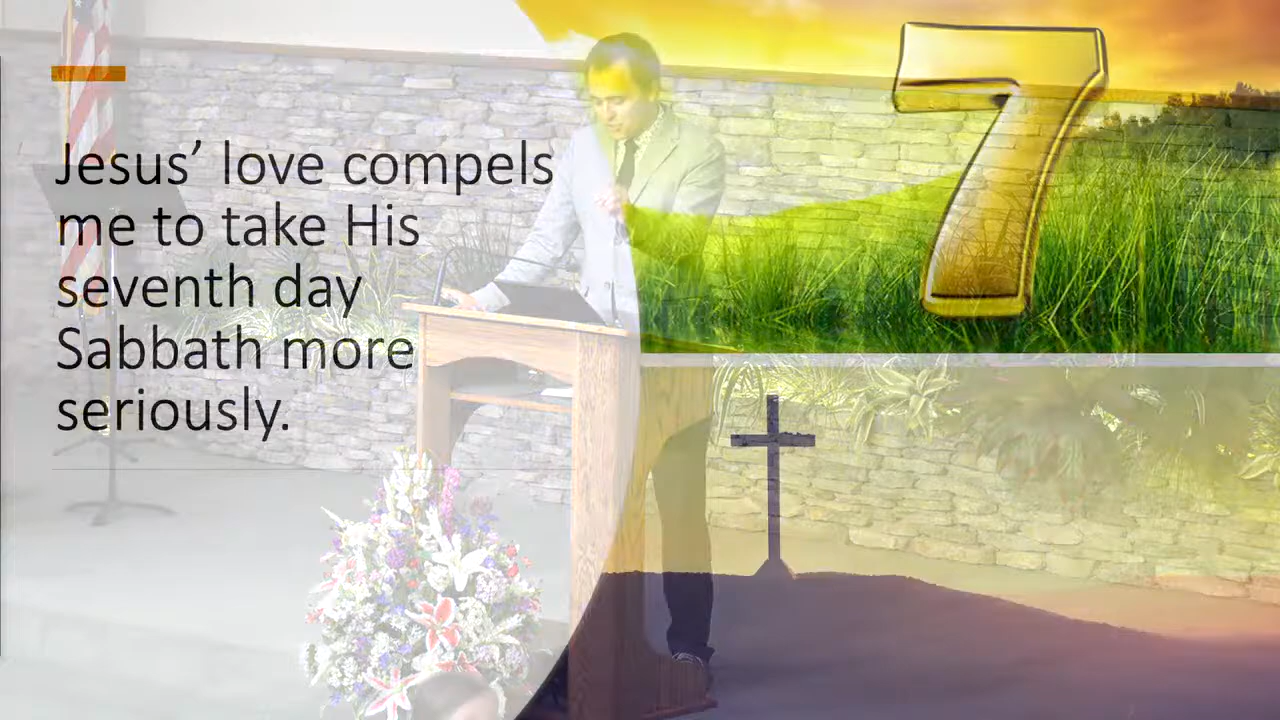 Jesus’ love compels
me to take His
seventh day
Sabbath more
seriously.
7